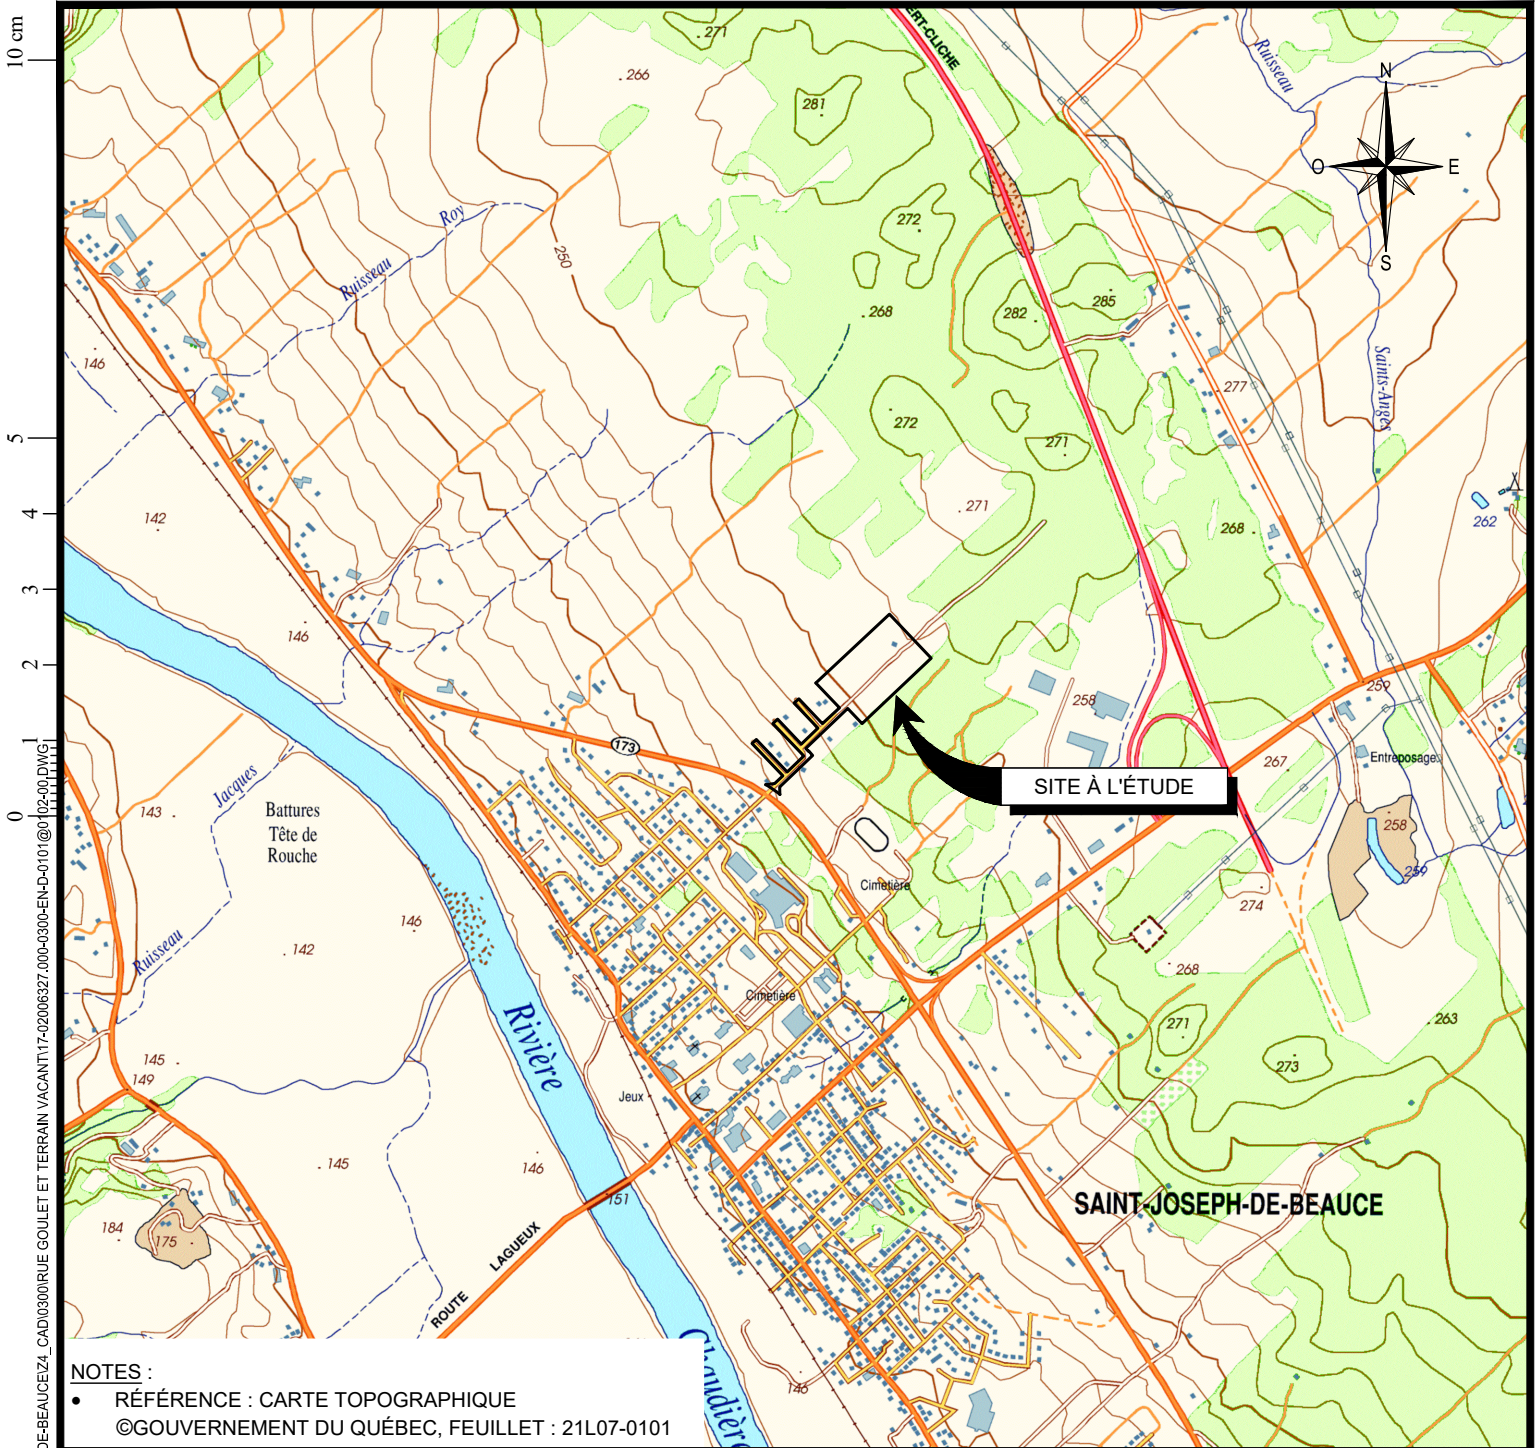 10 cm
5
4
3
2
1
0
DE-BEAUCE\Z4_CAD\0300\RUE GOULET ET TERRAIN VACANT\17-02006327.000-0300-EN-D-0101@0102-00.DWG
271
266
281
ERT-CLICHE
Ruisseau
N
O
E
S
Ruisseau Roy
250
272
268
282
285
146
Saints-Anges
277
272
271
271
142
268
262
146
258
259
173
SITE À L'ÉTUDE
267
Entreposage
Jacques
143
Battures
Tête de
Rouche
258
259
Cimetière
274
146
142
Ruisseau
268
Cimetière
Rivière
271
263
145
149
273
Jeux
145
146
151
SAINT-JOSEPH-DE-BEAUCE
184
175
ROUTE LAGUEUX
Chaudière
146
NOTES :
• RÉFÉRENCE : CARTE TOPOGRAPHIQUE
©GOUVERNEMENT DU QUÉBEC, FEUILLET : 21L07-0101